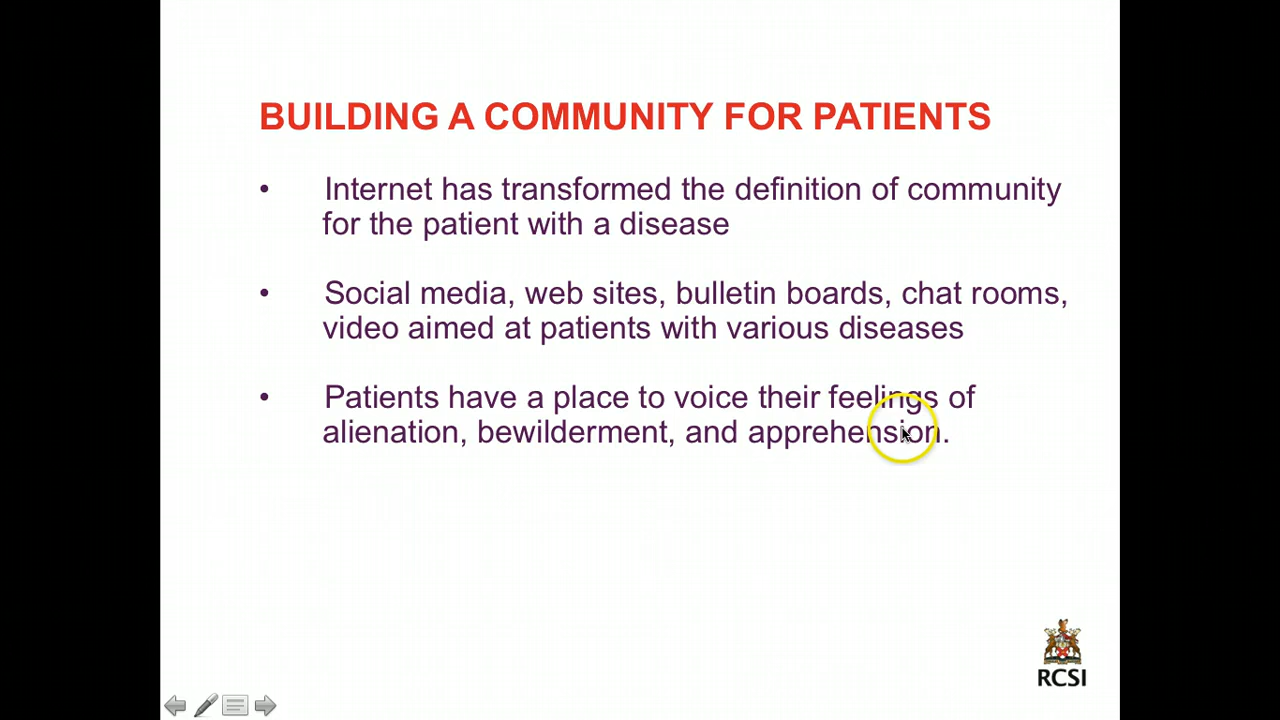 BUILDING A COMMUNITY FOR PATIENTS
• Internet has transformed the definition of community
for the patient with a disease
• Social media, web sites, bulletin boards, chat rooms,
video aimed at patients with various diseases
• Patients have a place to voice their feelings of
alienation, bewilderment, and apprehension.
RCSI